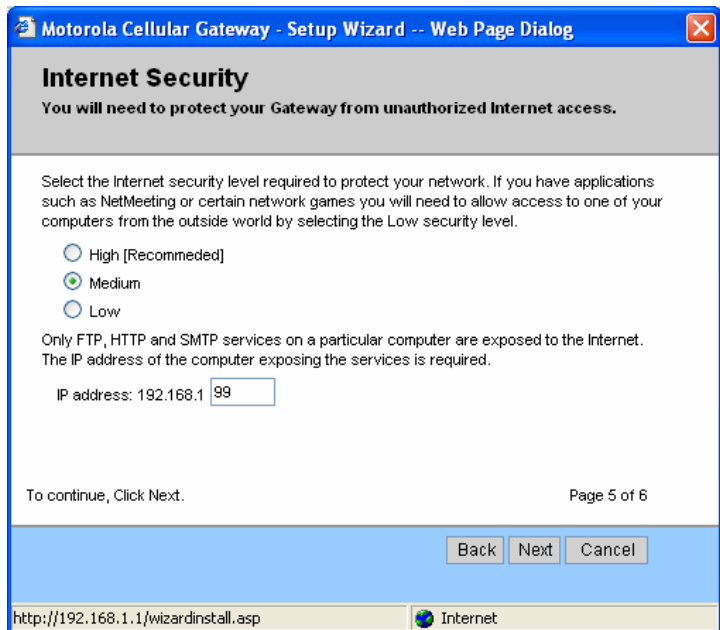 Motorola Cellular Gateway - Setup Wizard -- Web Page Dialog
Internet Security
You will need to protect your Gateway from unauthorized Internet access.
Select the Internet security level required to protect your network. If you have applications
such as NetMeeting or certain network games you will need to allow access to one of your
computers from the outside world by selecting the Low security level.
High [Recommeded]
Medium
Low
Only FTP, HTTP and SMTP services on a particular computer are exposed to the Internet.
The IP address of the computer exposing the services is required.
IP address: 192.168.1 99
To continue, Click Next.
Page 5 of 6
Back Next Cancel
http://192.168.1.1/wizardinstall.asp
Internet